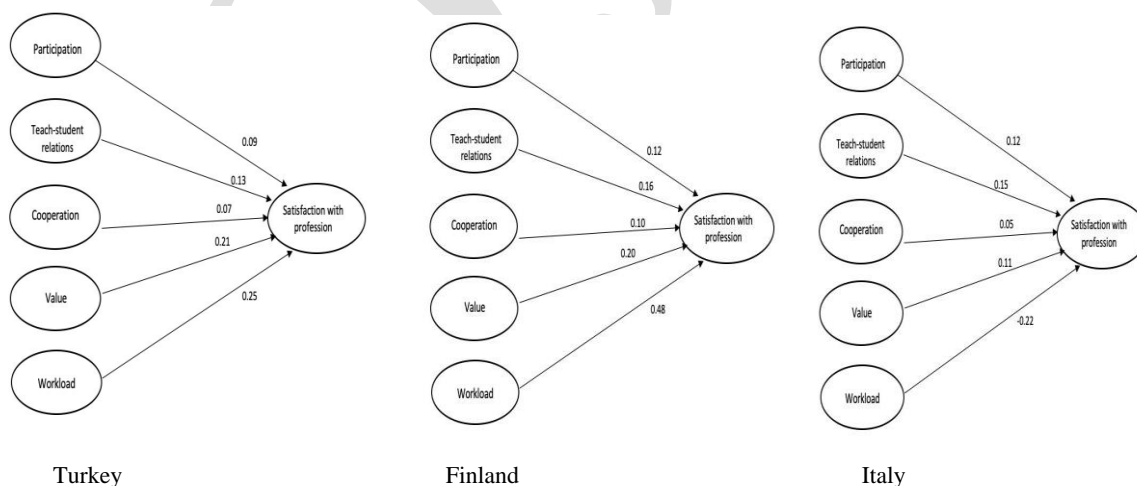 Participation
Teach-student
relations
Cooperation
Value
Workload
0.09
0.13
0.07
0.21
0.25
Satisfaction with
profession
Turkey
Participation
Teach-student
relations
Cooperation
Value
Workload
0.12
0.16
0.10
0.20
0.48
Satisfaction with
profession
Finland
Participation
Teach-student
relations
Cooperation
Value
Workload
0.12
0.15
0.05
0.11
-0.22
Satisfaction with
profession
Italy